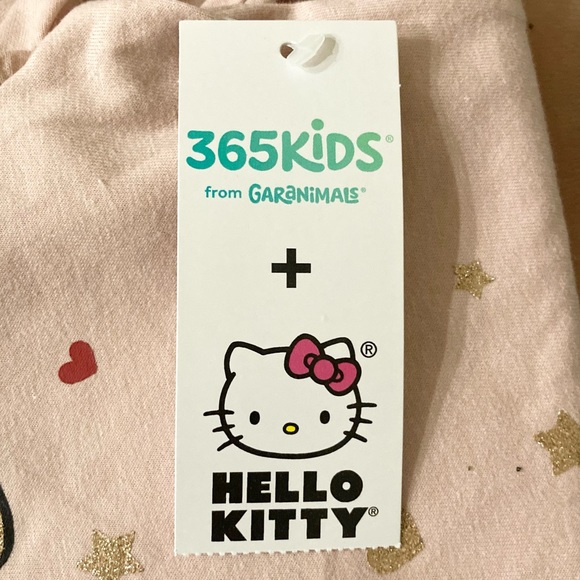 365KiDS®
from GARANiMALS®
+
®
HELLO
KITTY®